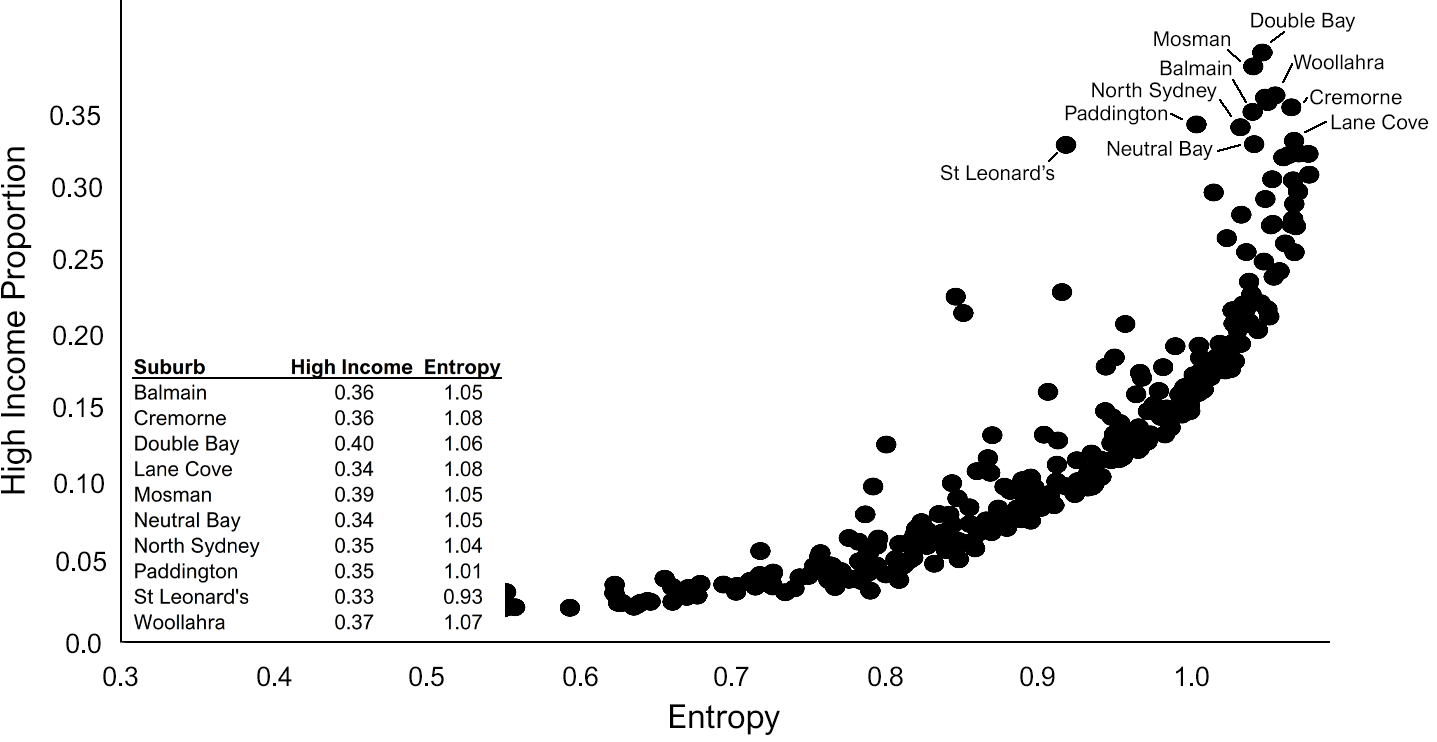 Double Bay
Mosman
Woollahra
Balmain
North Sydney
Cremorne
Paddington
Lane Cove
Neutral Bay
St Leonard’s
High Income Proportion
0.35
0.30
0.25
0.20
0.15
0.10
0.05
0.0
Suburb High Income Entropy
Balmain 0.36 1.05
Cremorne 0.36 1.08
Double Bay 0.40 1.06
Lane Cove 0.34 1.08
Mosman 0.39 1.05
Neutral Bay 0.34 1.05
North Sydney 0.35 1.04
Paddington 0.35 1.01
St Leonard's 0.33 0.93
Woollahra 0.37 1.07
0.3 0.4 0.5 0.6 0.7 0.8 0.9 1.0
Entropy